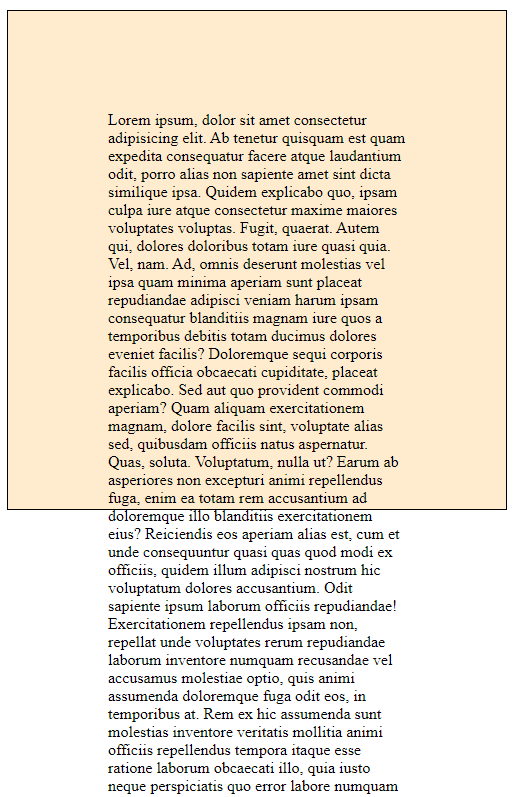 Lorem ipsum, dolor sit amet consectetur
adipisicing elit. Ab tenetur quisquam est quam
expedita consequatur facere atque laudantium
odit, porro alias non sapiente amet sint dicta
similique ipsa. Quidem explicabo quo, ipsam
culpa iure atque consectetur maxime maiores
voluptates voluptas. Fugit, quaerat. Autem
qui, dolores doloribus totam iure quasi quia.
Vel, nam. Ad, omnis deserunt molestias vel
ipsa quam minima aperiam sunt placeat
repudiandae adipisci veniam harum ipsam
consequatur blanditiis magnam iure quos a
temporibus debitis totam ducimus dolores
eveniet facilis? Doloremque sequi corporis
facilis officia obcaecati cupiditate, placeat
explicabo. Sed aut quo provident commodi
aperiam? Quam aliquam exercitationem
magnam, dolore facilis sint, voluptate alias
sed, quibusdam officiis natus aspernatur.
Quas, soluta. Voluptatum, nulla ut? Earum ab
asperiores non excepturi animi repellendus
fuga, enim ea totam rem accusantium ad
doloremque illo blanditiis exercitationem
eius? Reiciendis eos aperiam alias est, cum et
unde consequuntur quasi quas quod modi ex
officiis, quidem illum adipisci nostrum hic
voluptatum dolores accusantium. Odit
sapiente ipsum laborum officiis repudiandae!
Exercitationem repellendus ipsam non,
repellat unde voluptates rerum repudiandae
laborum inventore numquam recusandae vel
accusamus molestiae optio, quis animi
assumenda doloremque fuga odit eos, in
temporibus at. Rem ex hic assumenda sunt
molestias inventore veritatis mollitia animi
officiis repellendus tempora itaque esse
ratione laborum obcaecati illo, quia iusto
neque perspiciatis quo error labore numquam